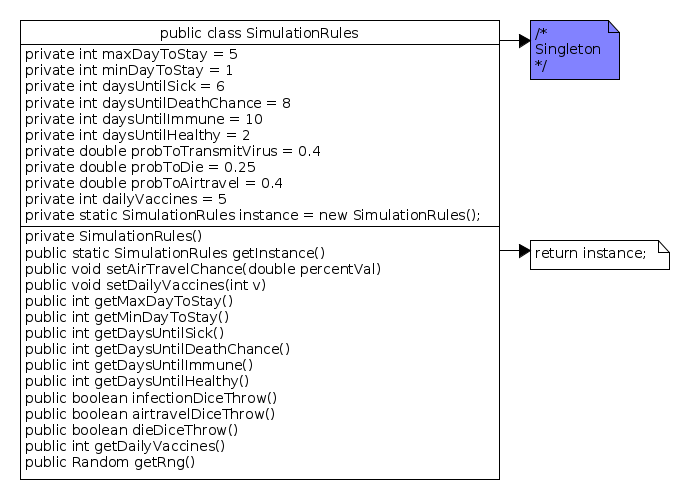 public class SimulationRules
private int maxDayToStay = 5
private int minDayToStay = 1
private int daysUntilSick = 6
private int daysUntilDeathChance = 8
private int daysUntilImmune = 10
private int daysUntilHealthy = 2
private double probToTransmitVirus = 0.4
private double probToDie = 0.25
private double probToAirtravel = 0.4
private int dailyVaccines = 5
private static SimulationRules instance = new SimulationRules();
private SimulationRules()
public static SimulationRules getInstance()
public void setAirTravelChance(double percentVal)
public void setDailyVaccines(int v)
public int getMaxDayToStay()
public int getMinDayToStay()
public int getDaysUntilSick()
public int getDaysUntilDeathChance()
public int getDaysUntilImmune()
public int getDaysUntilHealthy()
public boolean infectionDiceThrow()
public boolean airtravelDiceThrow()
public boolean dieDiceThrow()
public int getDailyVaccines()
public Random getRng()
/*
Singleton
*/
return instance;